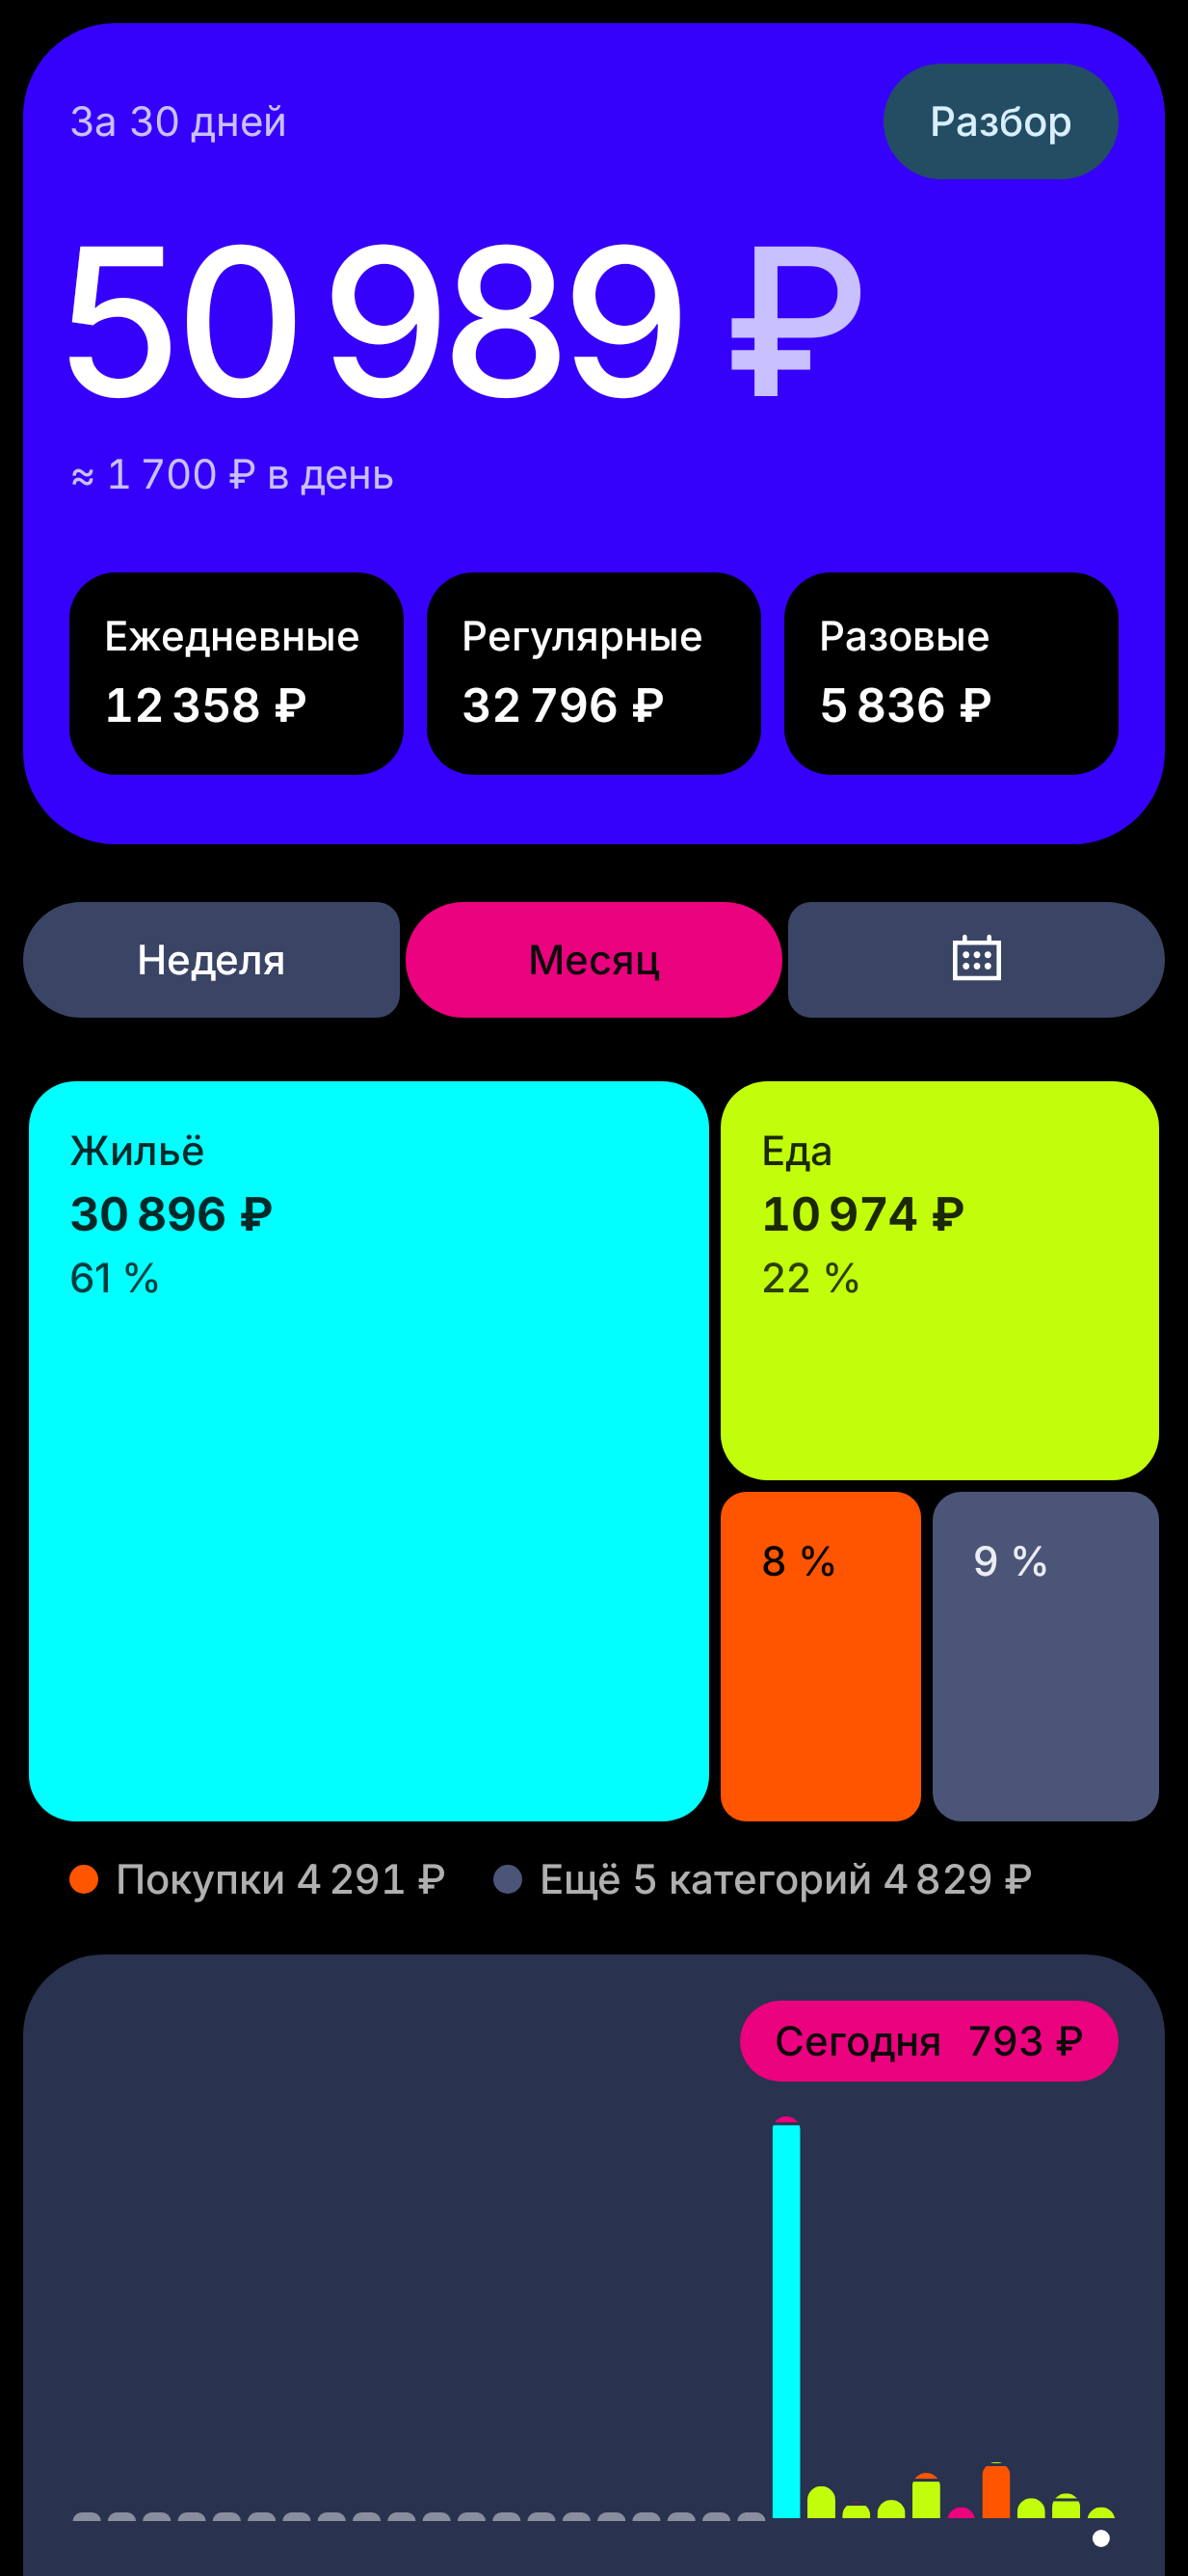 За 30 дней
Разбор
50 989 ₽
≈ 1 700 ₽ в день
Ежедневные
12 358 ₽
Регулярные
32 796 ₽
Разовые
5 836 ₽
Неделя
Месяц
Жильё
30 896 ₽
61 %
Еда
10 974 ₽
22 %
8 %
9 %
Покупки 4 291 ₽
Ещё 5 категорий 4 829 ₽
Сегодня 793 ₽